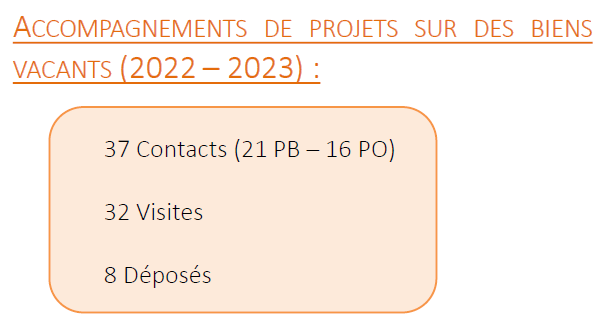 ACCOMPAGNEMENTS DE PROJETS SUR DES BIENS
VACANTS (2022 – 2023) :
37 Contacts (21 PB – 16 PO)
32 Visites
8 Déposés